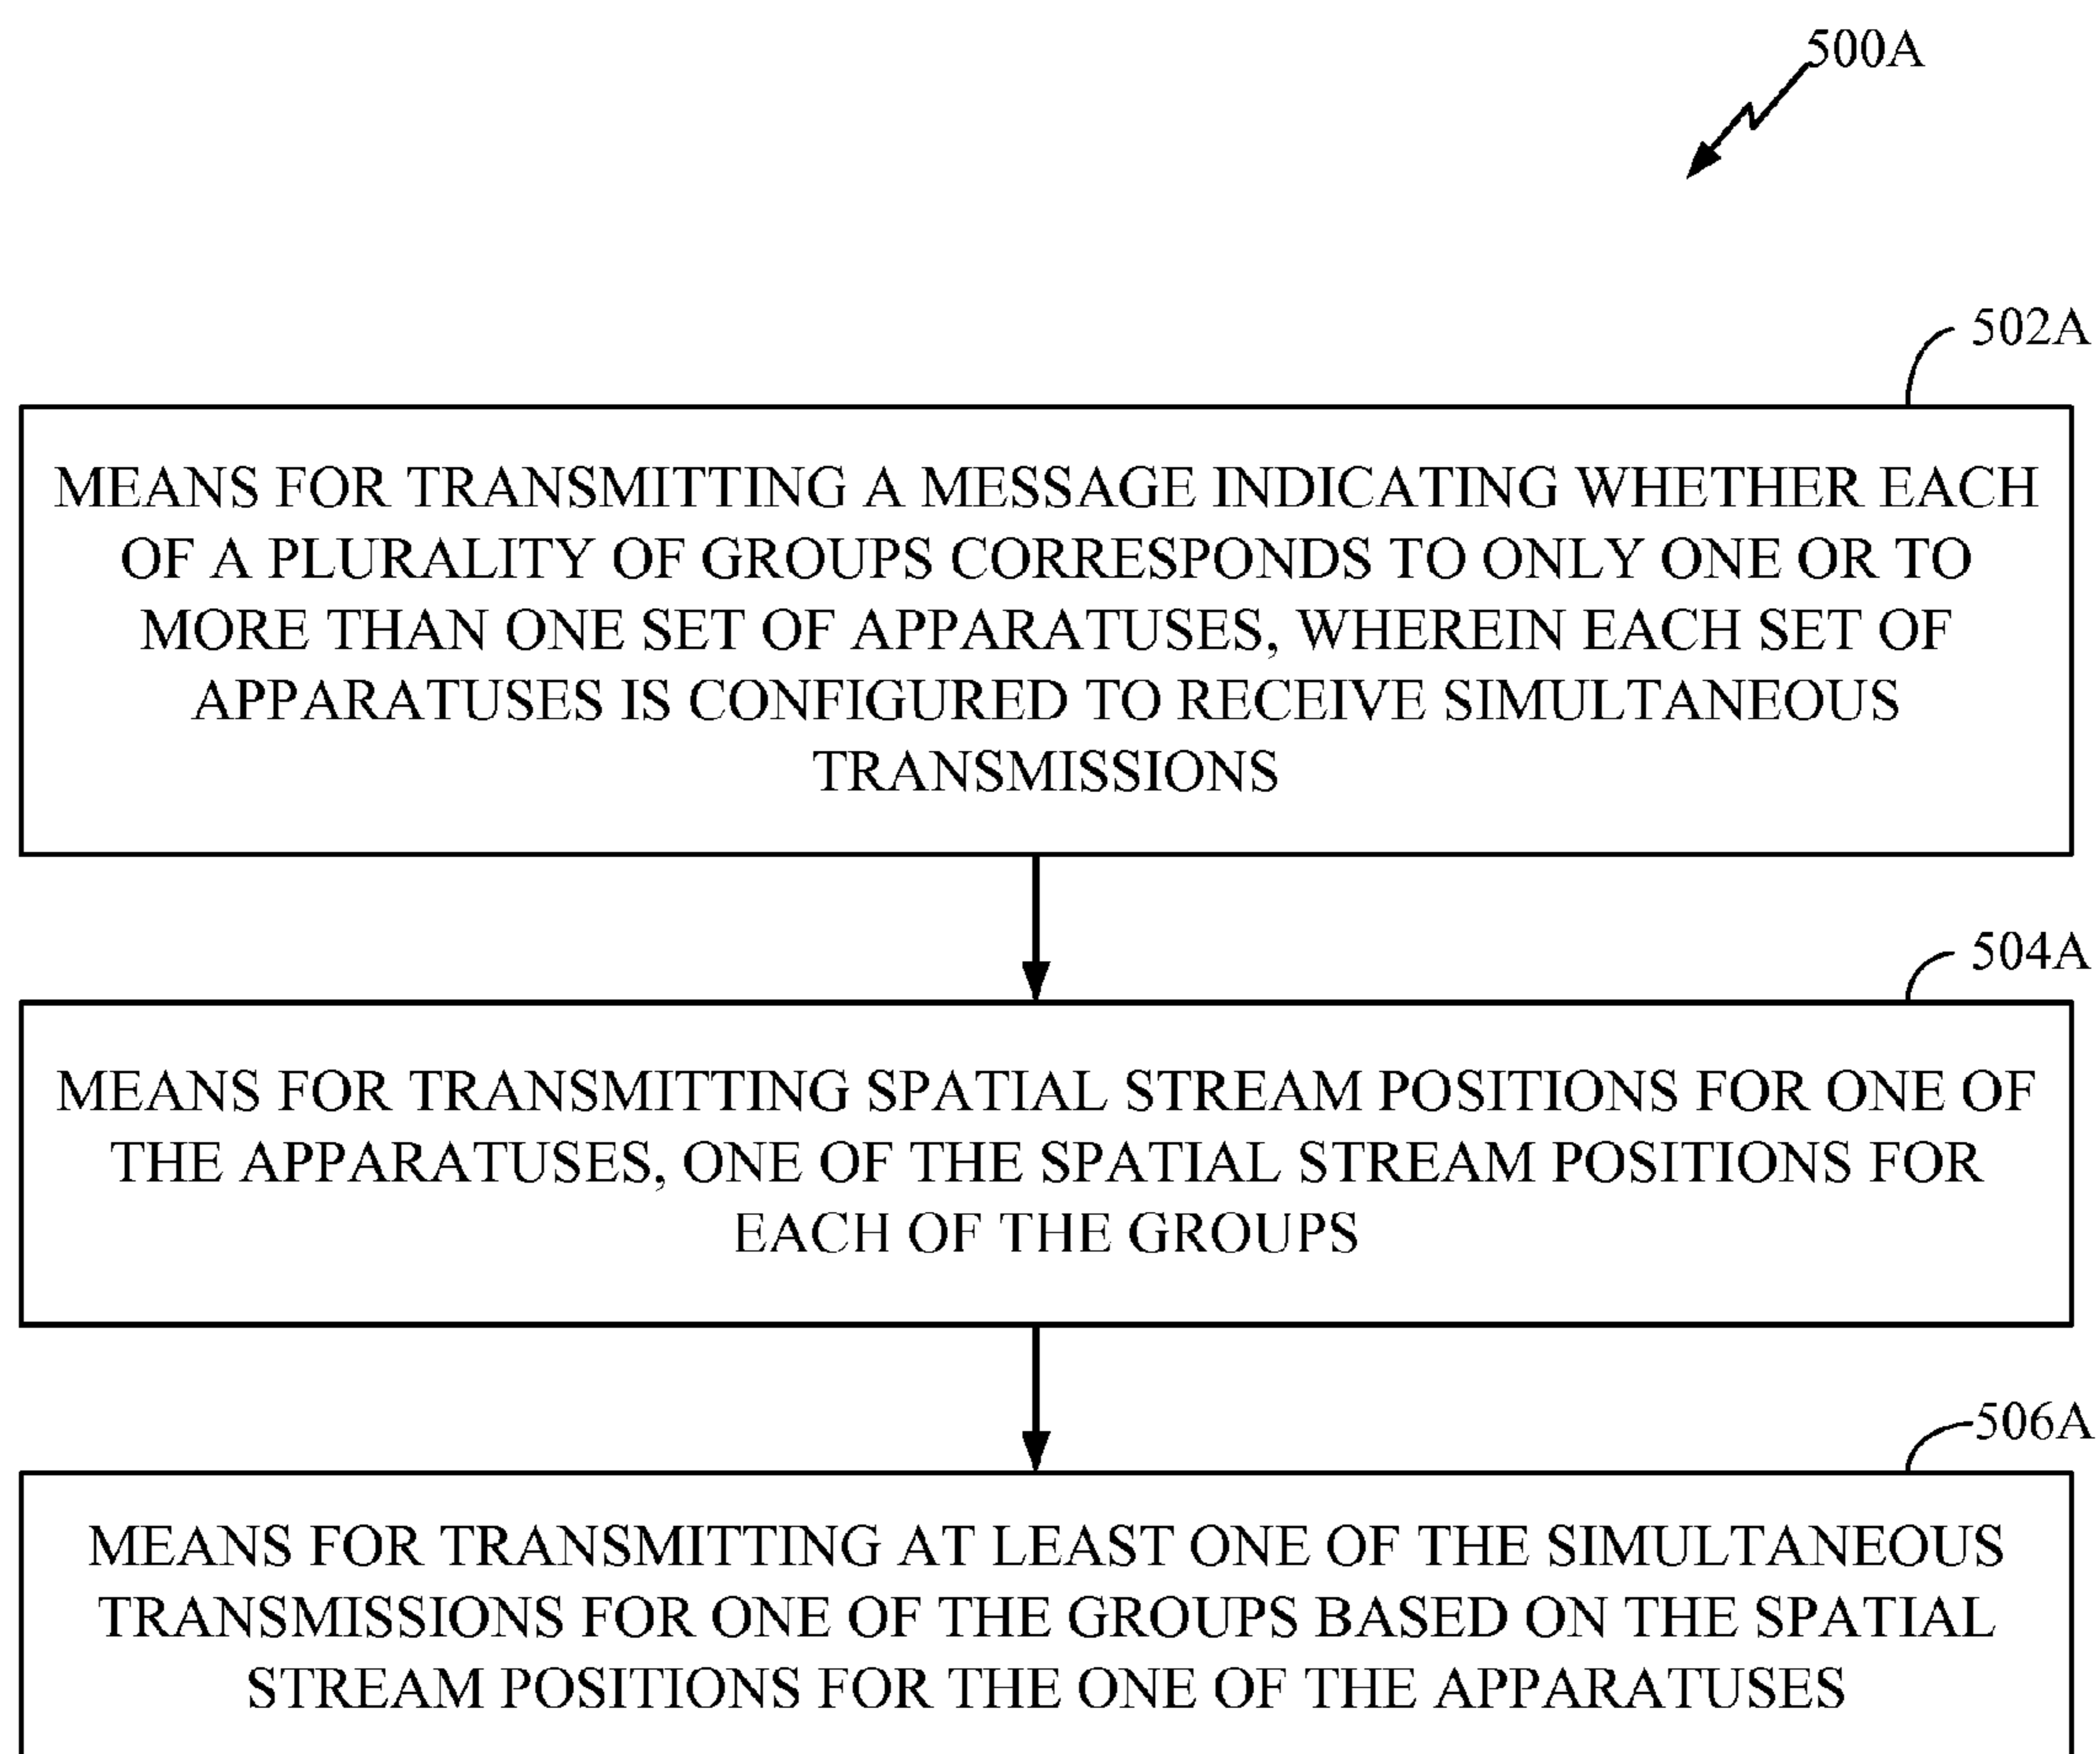 500A
502A
MEANS FOR TRANSMITTING A MESSAGE INDICATING WHETHER EACH
OF A PLURALITY OF GROUPS CORRESPONDS TO ONLY ONE OR TO
MORE THAN ONE SET OF APPARATUSES, WHEREIN EACH SET OF
APPARATUSES IS CONFIGURED TO RECEIVE SIMULTANEOUS
TRANSMISSIONS
504A
MEANS FOR TRANSMITTING SPATIAL STREAM POSITIONS FOR ONE OF
THE APPARATUSES, ONE OF THE SPATIAL STREAM POSITIONS FOR
EACH OF THE GROUPS
506A
MEANS FOR TRANSMITTING AT LEAST ONE OF THE SIMULTANEOUS
TRANSMISSIONS FOR ONE OF THE GROUPS BASED ON THE SPATIAL
STREAM POSITIONS FOR THE ONE OF THE APPARATUSES